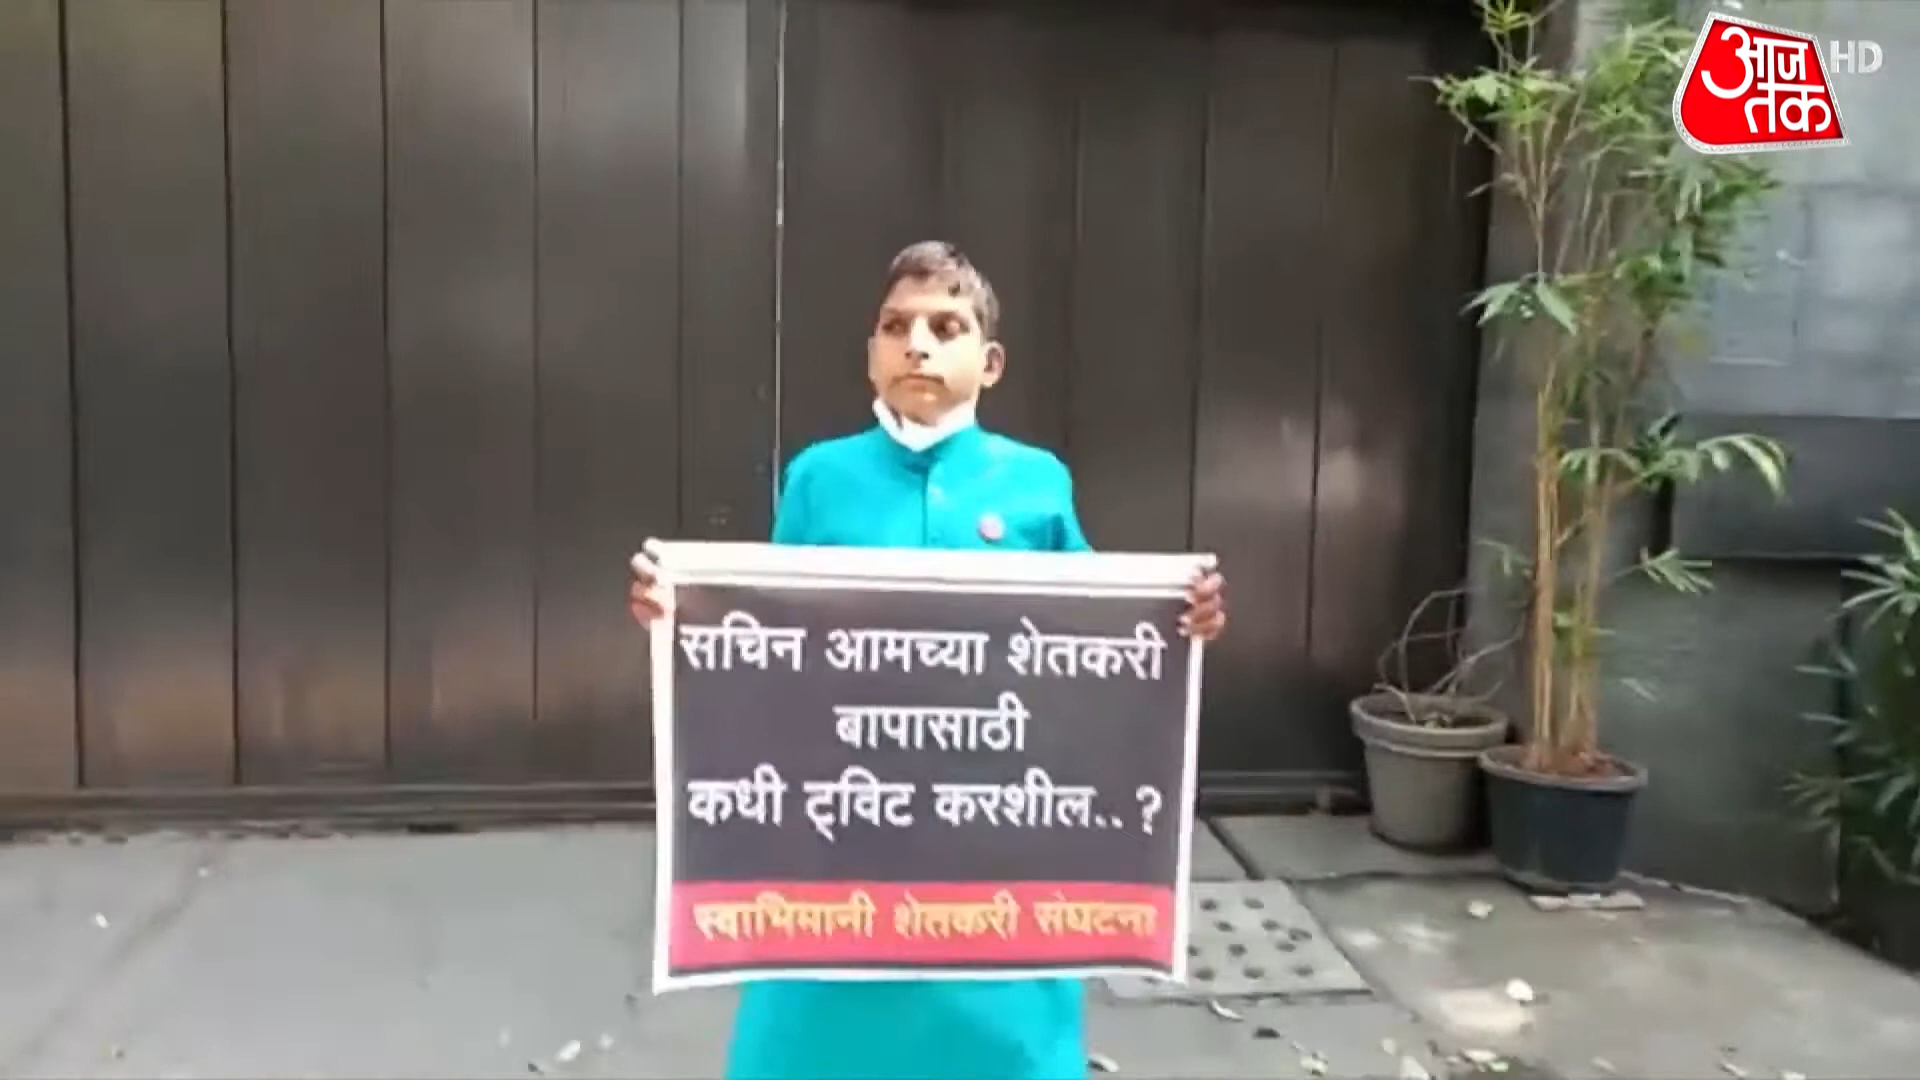 आज
तक
HD
सचिन आमच्या शेतकरी
बापासाठी
कधी ट्विट करशील..?
स्वाभिमानी शेतकरी संघटना